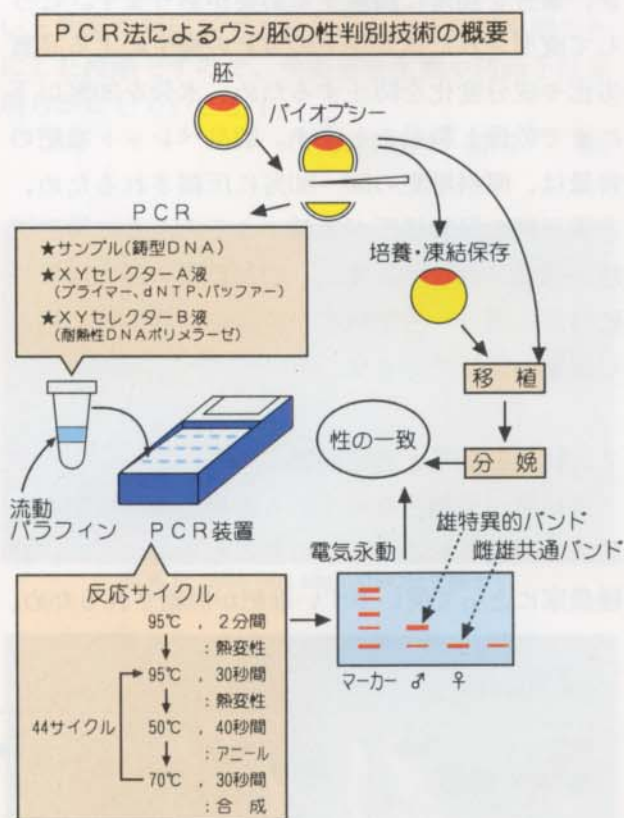 PCR法によるウシ胚の性判別技術の概要
胚
バイオプシー
PCR
★サンプル(鋳型DNA)
★XYセレクターA液
(プライマー、dNTP、バッファー)
★XYセレクターB液
(耐熱性DNAポリメラーゼ)
培養・凍結保存
移 植
分 娩
性の一致
流動
パラフィン
PCR装置
電気永動
雄特異的バンド
雌雄共通バンド
マーカー ♂ ♀
反応サイクル
95℃ , 2分間
:熱変性
95℃ , 30秒間
:熱変性
44サイクル
50℃ , 40秒間
:アニール
70℃ , 30秒間
:合 成